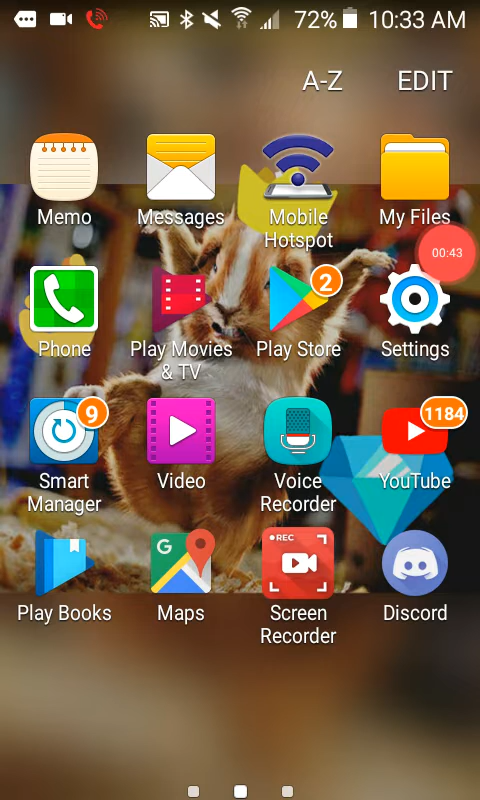 72% 10:33 AM
A-Z EDIT
Memo Messages Mobile Hotspot My Files
00:43
2
Phone Play Movies & TV Play Store Settings
9
1184
Smart Manager Video Voice Recorder YouTube
G
REC
Play Books Maps Screen Recorder Discord